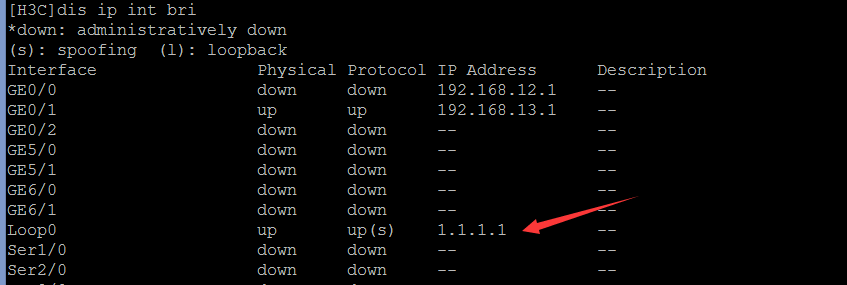 [H3C]dis ip int bri
*down: administratively down
(s): spoofing  (l): loopback
Interface                Physical Protocol IP Address      Description
GE0/0                    down     down     192.168.12.1    --
GE0/1                    up       up       192.168.13.1    --
GE0/2                    down     down     --              --
GE5/0                    down     down     --              --
GE5/1                    down     down     --              --
GE6/0                    down     down     --              --
GE6/1                    down     down     --              --
Loop0                    up       up(s)    1.1.1.1         --
Ser1/0                   down     down     --              --
Ser2/0                   down     down     --              --